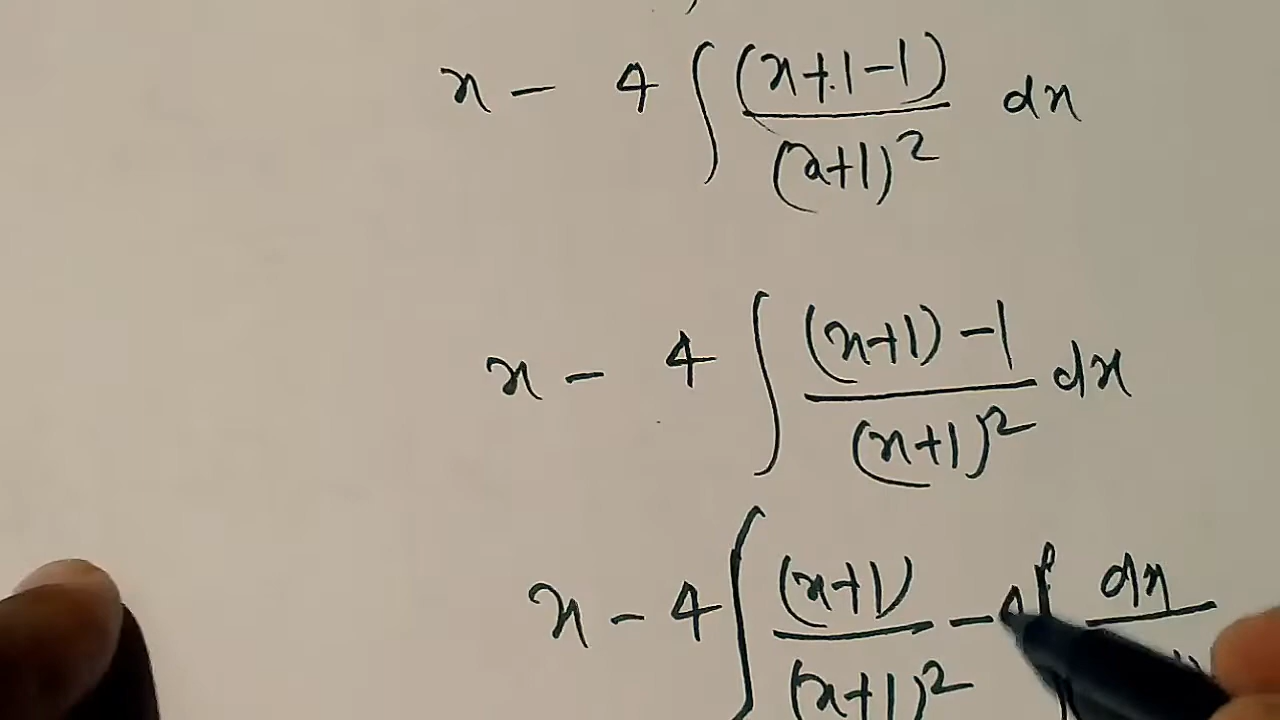 x - 4 ∫ (x+1-1)/(x+1)² dx
x - 4 ∫ ((x+1) - 1)/(x+1)² dx
x - 4 ∫ (x+1)/(x+1)² - ∫ dx